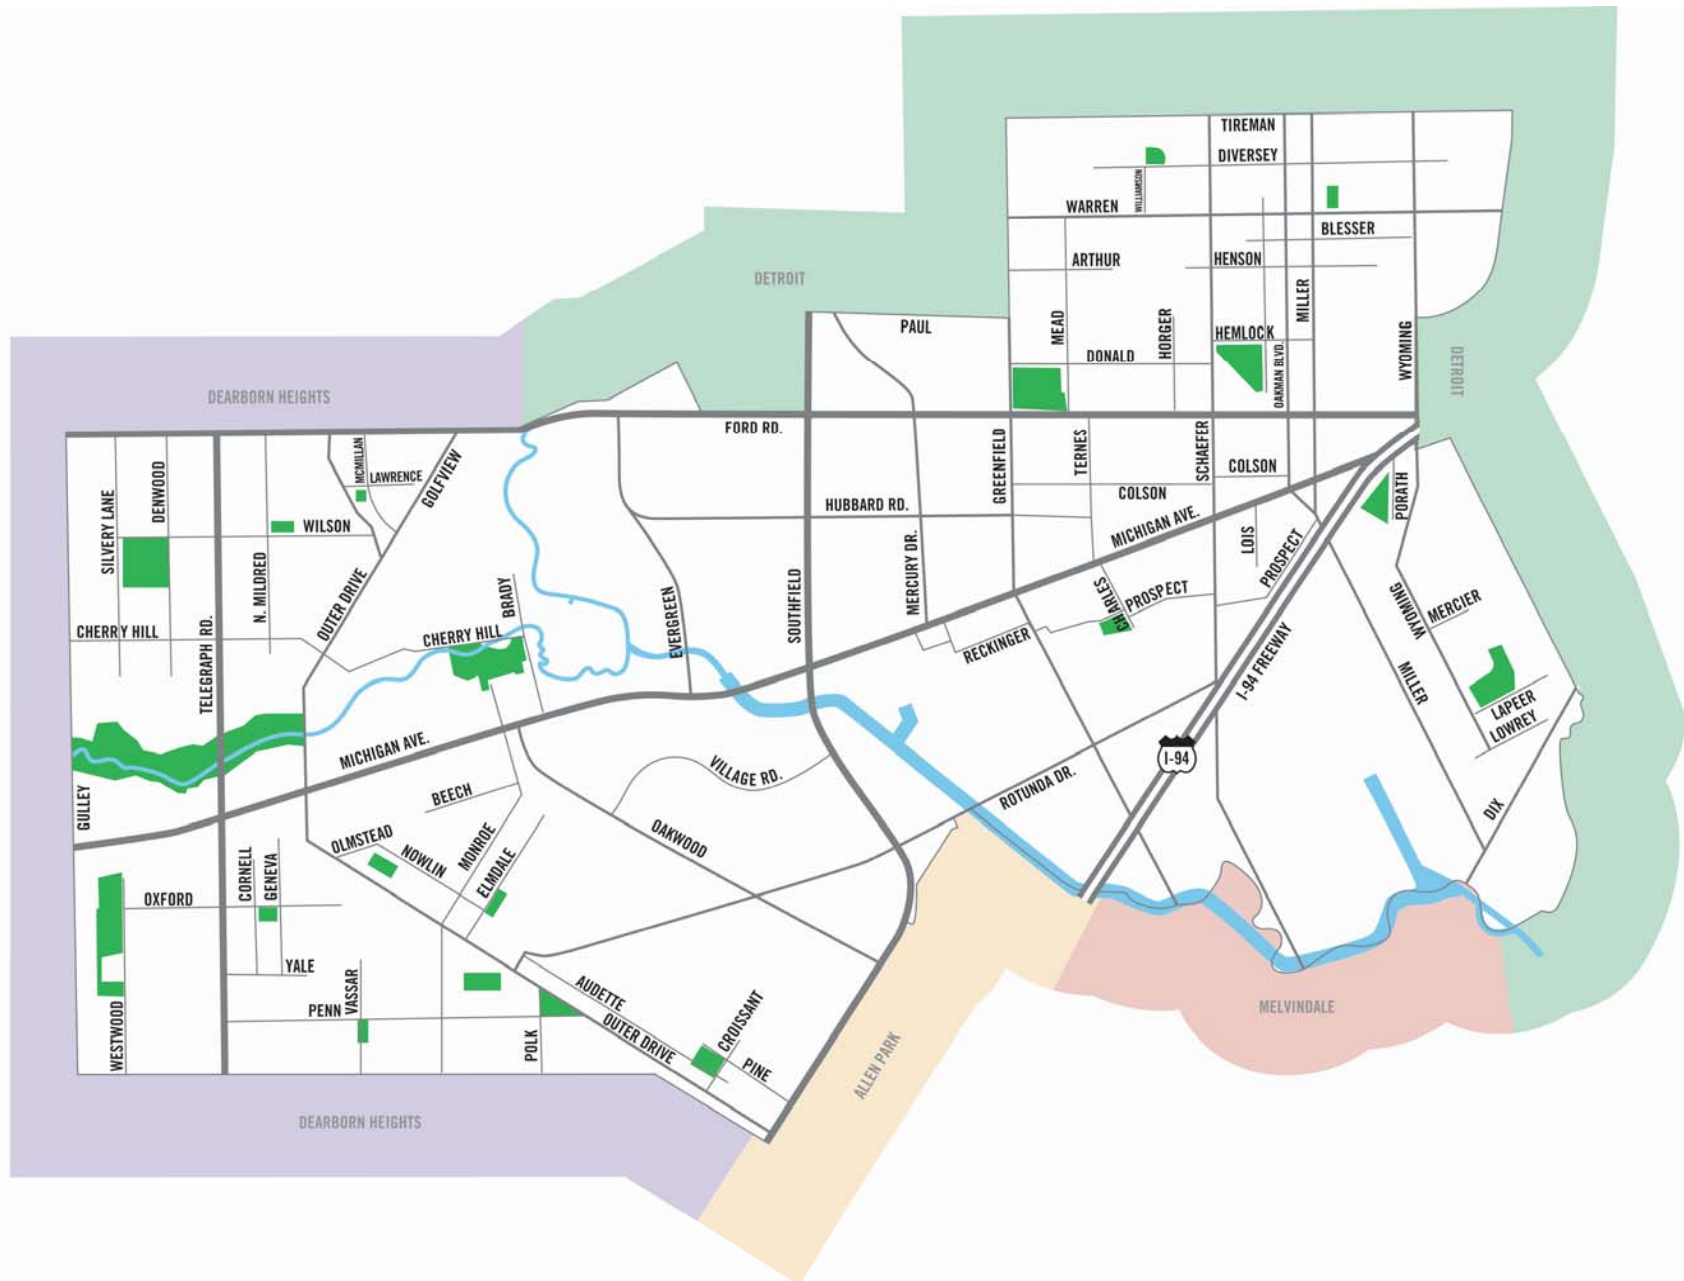 TIREMAN
DIVERSEY
WILLIAMSON
WARREN
BLESSER
ARTHUR
HENSON
DETROIT
MILLER
PAUL
MEAD
HORGER
HEMLOCK
WYOMING
DONALD
OAKMAN BLVD.
DETROIT
DEARBORN HEIGHTS
FORD RD.
MCMILLAN
LAWRENCE
GOLFVIEW
GREENFIELD
TERNES
SCHAEFER
COLSON
COLSON
SILVERY LANE
DENWOOD
HUBBARD RD.
PORATH
WILSON
MICHIGAN AVE.
LOIS
PROSPECT
N. MILDRED
OUTER DRIVE
BRADY
EVERGREEN
SOUTHFIELD
MERCURY DR.
CHARLES
PROSPECT
WYOMING
MERCIER
CHERRY HILL
CHERRY HILL
RECKINGER
TELEGRAPH RD.
I-94 FREEWAY
MILLER
LAPEER
LOWREY
MICHIGAN AVE.
I-94
VILLAGE RD.
ROTUNDA DR.
BEECH
GULLEY
DIX
OLMSTEAD
NOWLIN
MONROE
OAKWOOD
ELMDALE
CORNELL
GENEVA
OXFORD
YALE
VASSAR
PENN
AUDETTE
OUTER DRIVE
CROISSANT
PINE
POLK
WESTWOOD
MELVINDALE
ALLEN PARK
DEARBORN HEIGHTS